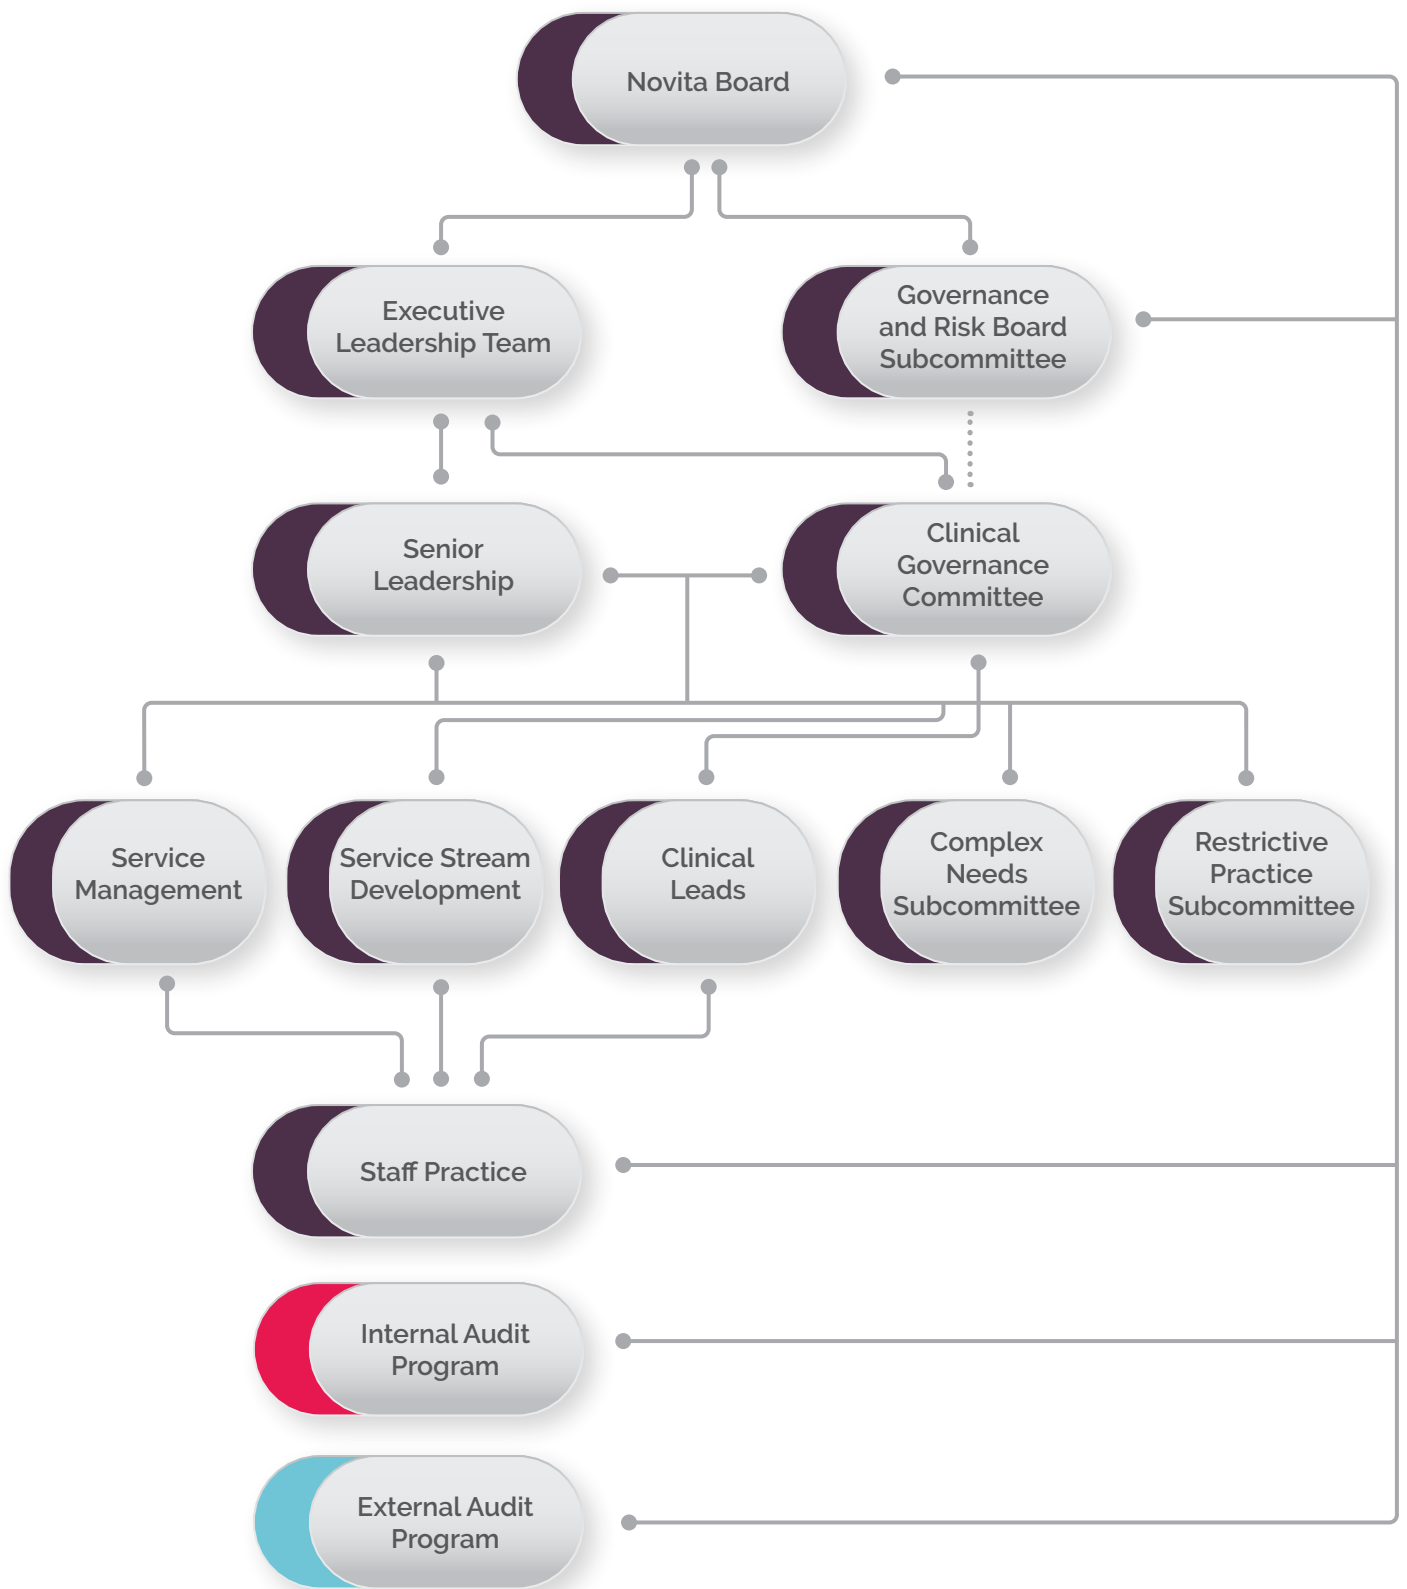 Novita Board
Executive
Leadership Team
Governance
and Risk Board
Subcommittee
Senior
Leadership
Clinical
Governance
Committee
Service
Management
Service Stream
Development
Clinical
Leads
Complex
Needs
Subcommittee
Restrictive
Practice
Subcommittee
Staff Practice
Internal Audit
Program
External Audit
Program